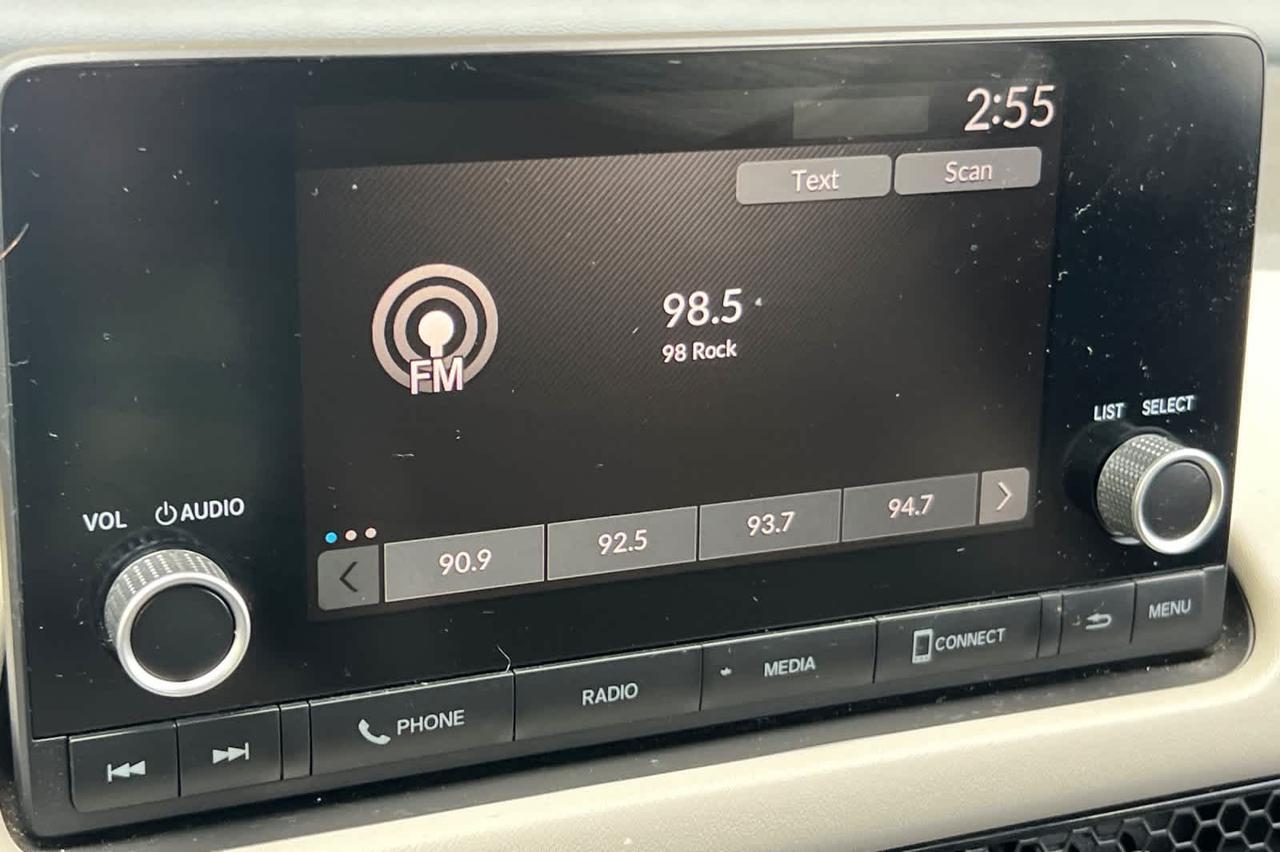 2:55
Text
Scan
98.5
98 Rock
FM
LIST SELECT
VOL AUDIO
90.9
92.5
93.7
94.7
PHONE
RADIO
MEDIA
CONNECT
MENU